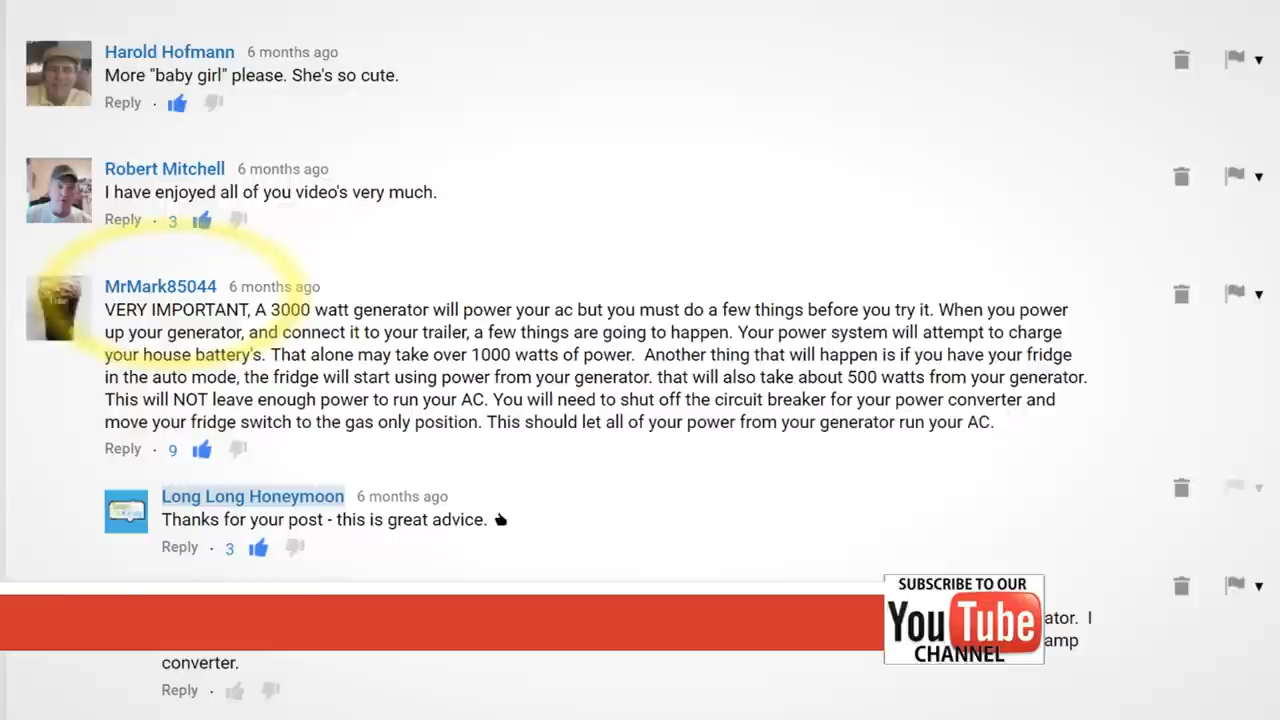 Harold Hofmann 6 months ago
More "baby girl" please. She's so cute.
Reply ·
Robert Mitchell 6 months ago
I have enjoyed all of you video's very much.
Reply · 3
MrMark85044 6 months ago
VERY IMPORTANT, A 3000 watt generator will power your ac but you must do a few things before you try it. When you power
up your generator, and connect it to your trailer, a few things are going to happen. Your power system will attempt to charge
your house battery's. That alone may take over 1000 watts of power. Another thing that will happen is if you have your fridge
in the auto mode, the fridge will start using power from your generator. that will also take about 500 watts from your generator.
This will NOT leave enough power to run your AC. You will need to shut off the circuit breaker for your power converter and
move your fridge switch to the gas only position. This should let all of your power from your generator run your AC.
Reply · 9
Long Long Honeymoon 6 months ago
Thanks for your post - this is great advice.
Reply · 3
SUBSCRIBE TO OUR
YouTube
CHANNEL
ator. I
amp
converter.
Reply ·